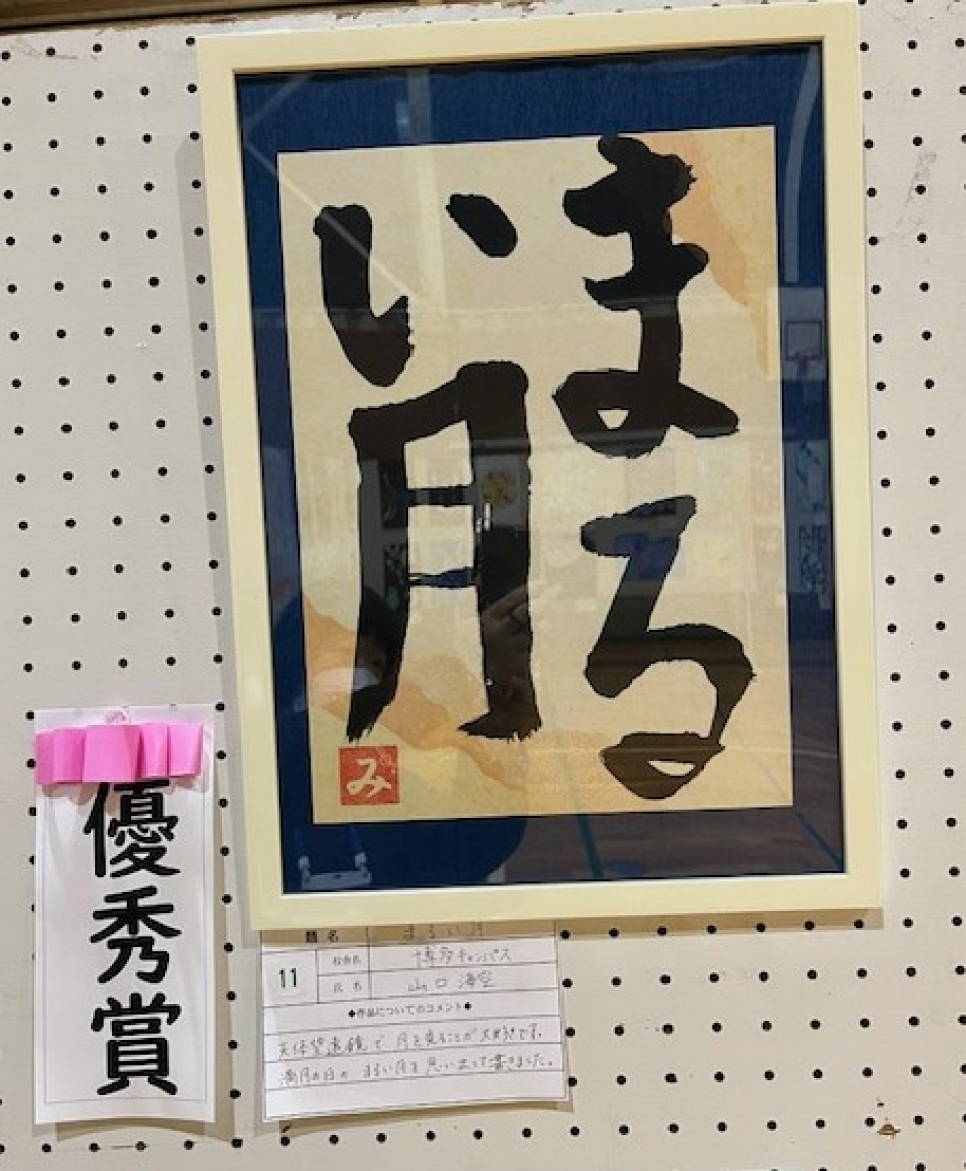 まる
い月
み
優秀賞
題名 まるい月
11
校舎名 博多キャンパス
氏名 山口 海空
◆作品についてのコメント◆
天体望遠鏡で月を見ることが大好きです。
満月の日のまるい月を思い出して書きました。